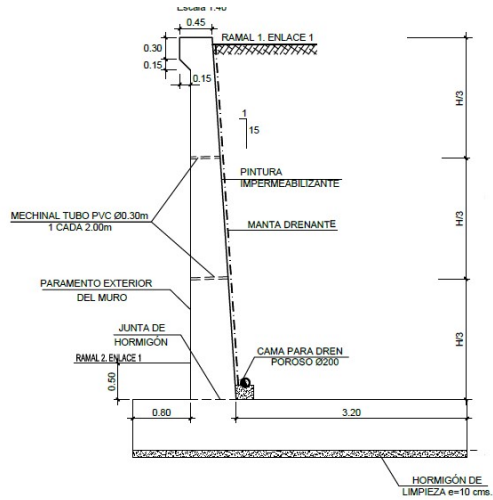 Escala 1:40
0.45
RAMAL 1. ENLACE 1
0.30
0.15
0.15
1
15
H/3
PINTURA
IMPERMEABILIZANTE
MECHINAL TUBO PVC Ø0.30m
1 CADA 2.00m
MANTA DRENANTE
H/3
PARAMENTO EXTERIOR
DEL MURO
JUNTA DE
HORMIGÓN
RAMAL 2. ENLACE 1
CAMA PARA DREN
POROSO Ø200
H/3
0.50
0.80
3.20
HORMIGÓN DE
LIMPIEZA e=10 cms.